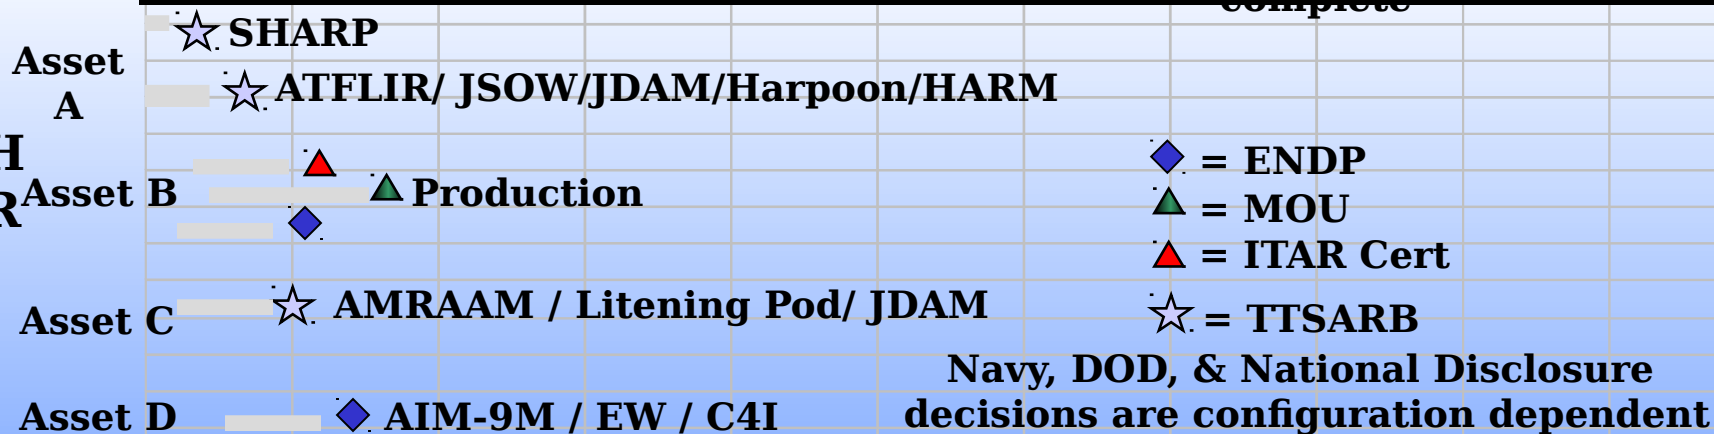 complete
SHARP
Asset
A
ATFLIR/ JSOW/JDAM/Harpoon/HARM
H
R
Asset B
Production
= ENDP
= MOU
= ITAR Cert
= TTSARB
Asset C
AMRAAM / Litening Pod/ JDAM
Navy, DOD, & National Disclosure
decisions are configuration dependent
Asset D
AIM-9M / EW / C4I